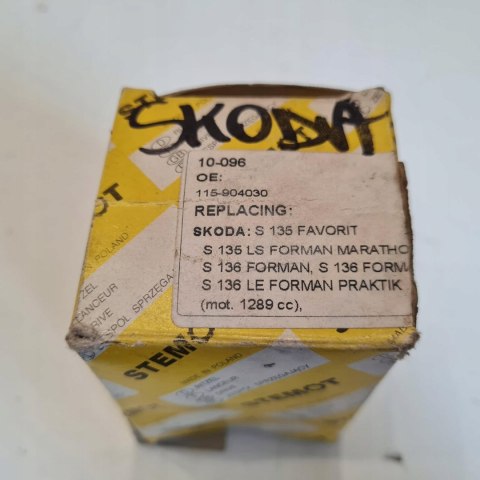 SKODA
10-096
OE:
115-904030
REPLACING:
SKODA: S 135 FAVORIT
S 135 LS FORMAN MARATHO
S 136 FORMAN, S 136 FORM
S 136 LE FORMAN PRAKTIK
(mot. 1289 cc),
STEMOT
STEMOT